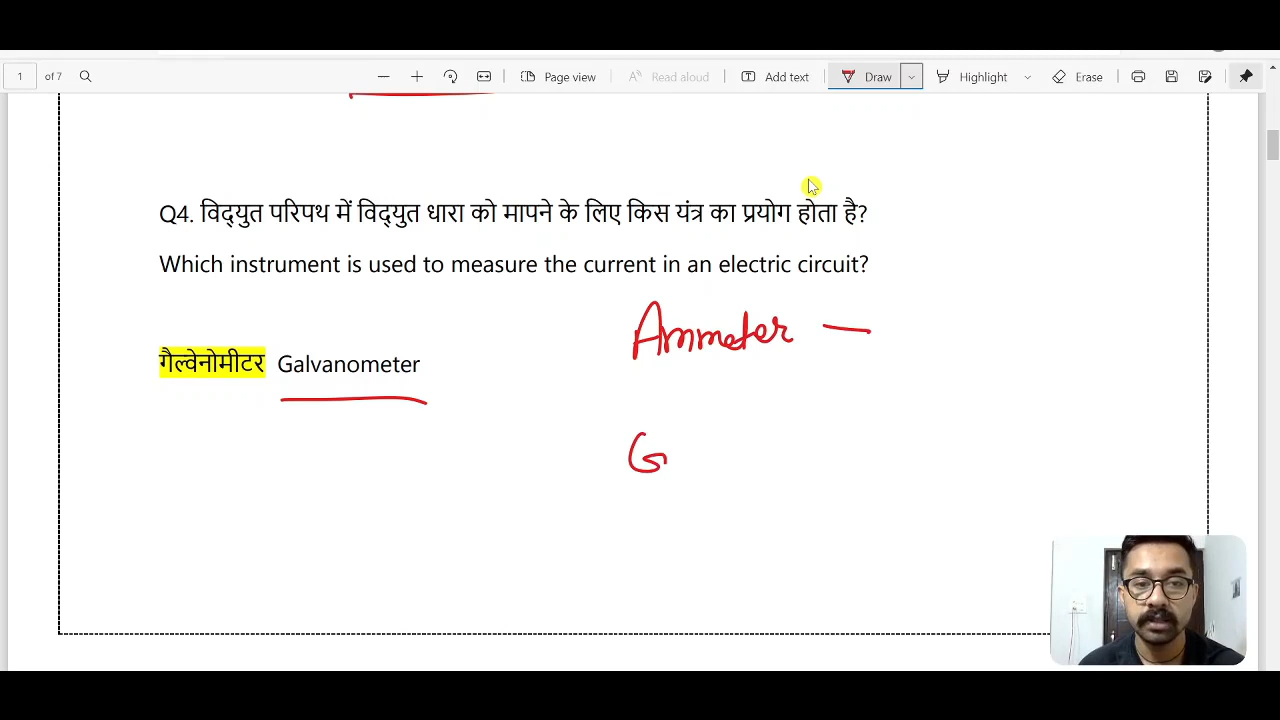 1 of 7 Page view Read aloud Add text Draw Highlight Erase
Q4. विद्युत परिपथ में विद्युत धारा को मापने के लिए किस यंत्र का प्रयोग होता है?
Which instrument is used to measure the current in an electric circuit?
Ammeter —
गैल्वेनोमीटर Galvanometer
G